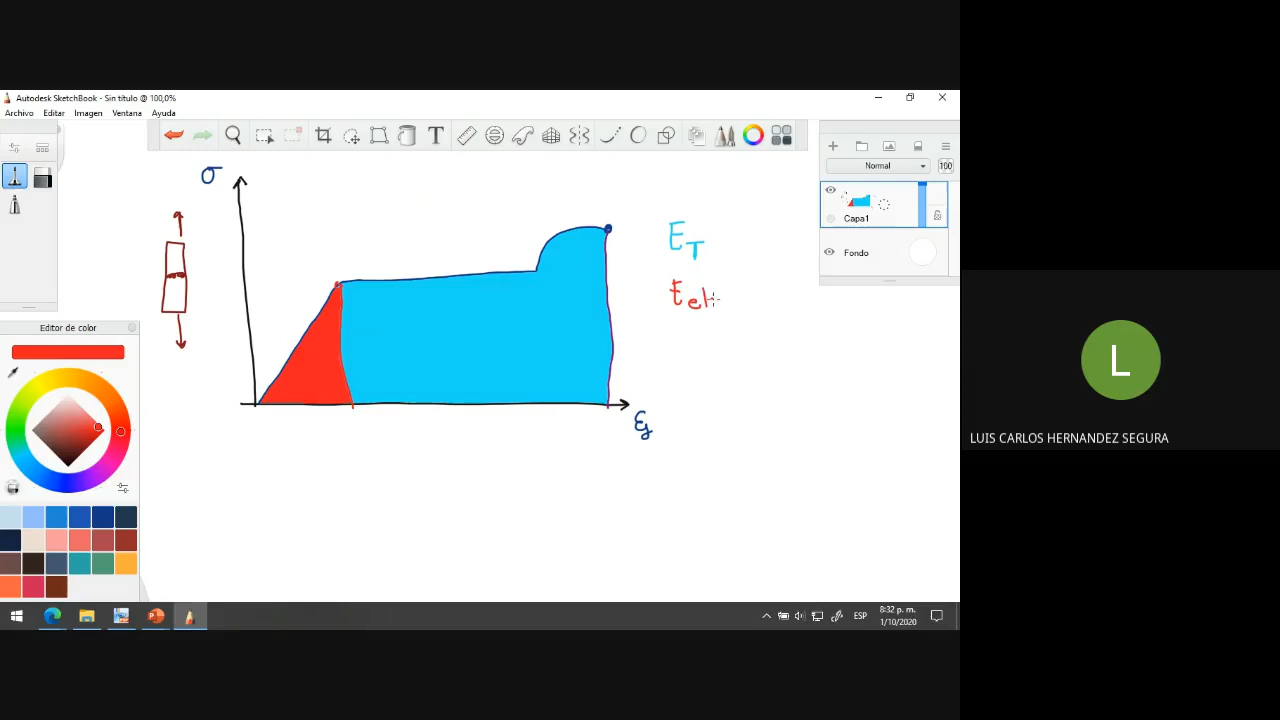 Autodesk SketchBook - Sin título @ 100,0%
Archivo Editar Imagen Ventana Ayuda
T
Normal
100
Capa1
Fondo
σ
E_T
Editor de color
L
LUIS CARLOS HERNANDEZ SEGURA
ESP
8:32 p. m.
1/10/2020